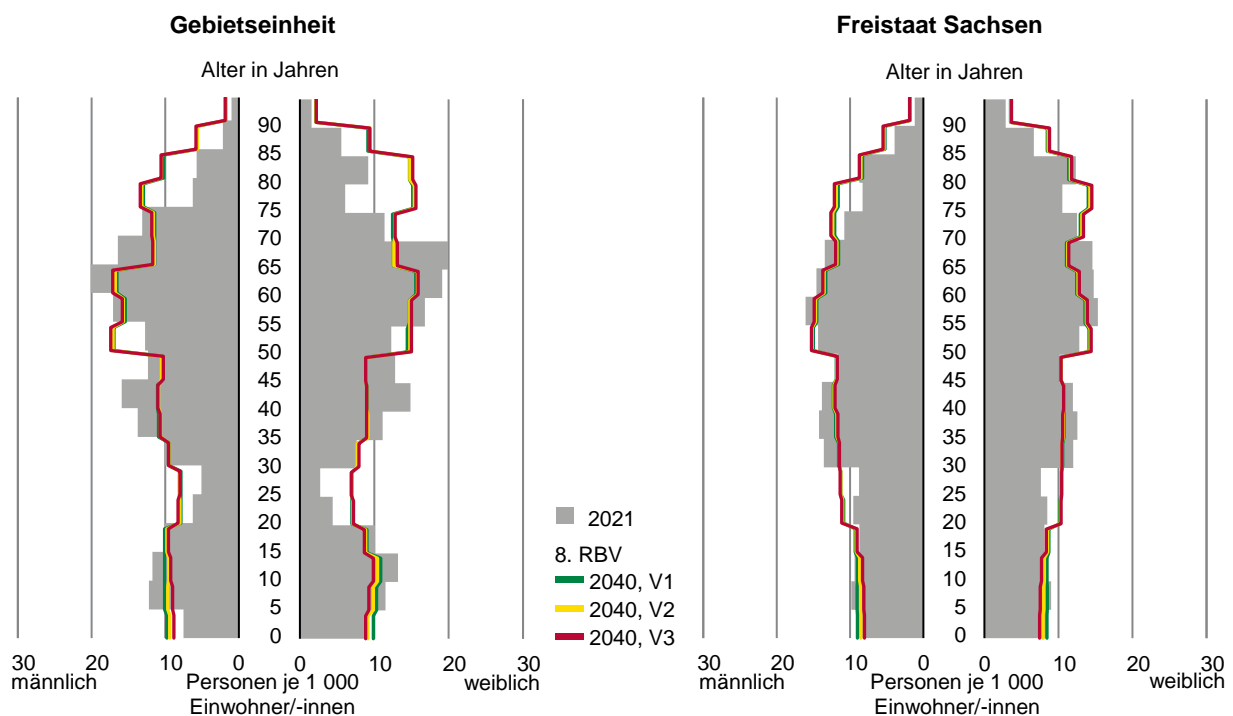 Gebietseinheit
Alter in Jahren
90
85
80
75
70
65
60
55
50
45
40
35
30
25
20
15
10
5
0
30 20 10 0 0 10 20 30
männlich Personen je 1 000 weiblich
Einwohner/-innen
2021
8. RBV
2040, V1
2040, V2
2040, V3
Freistaat Sachsen
Alter in Jahren
90
85
80
75
70
65
60
55
50
45
40
35
30
25
20
15
10
5
0
30 20 10 0 0 10 20 30
männlich Personen je 1 000 weiblich
Einwohner/-innen